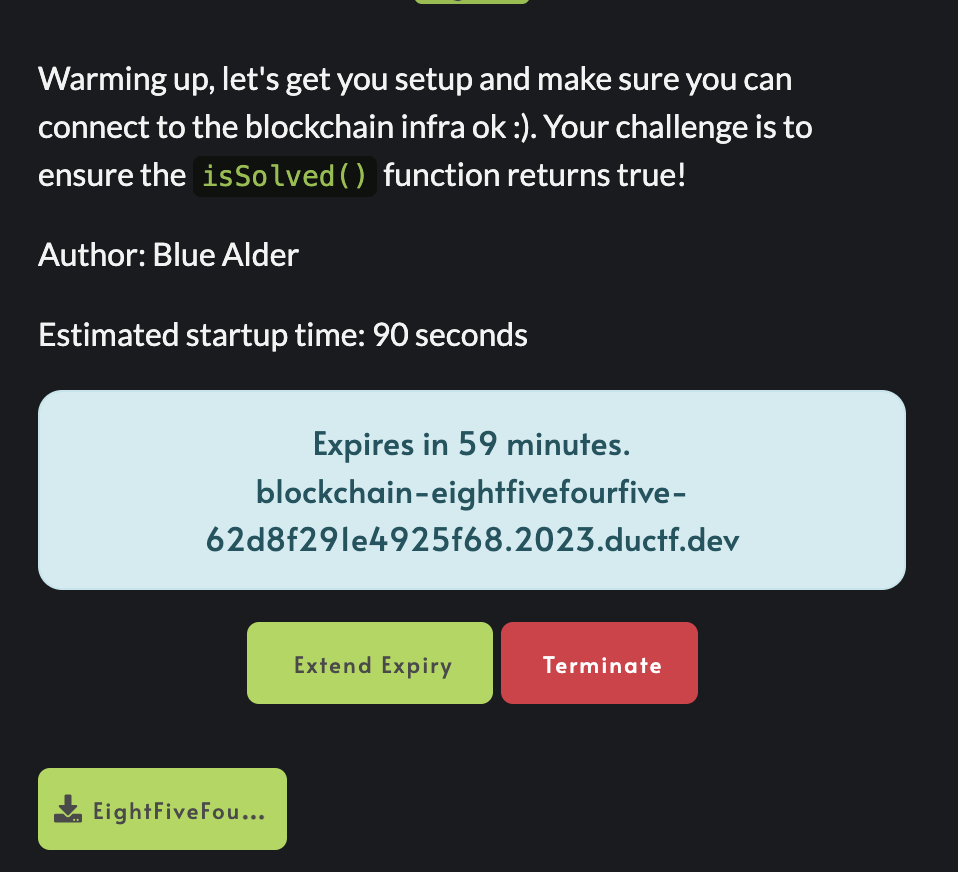 Warming up, let's get you setup and make sure you can
connect to the blockchain infra ok :). Your challenge is to
ensure the isSolved() function returns true!
Author: Blue Alder
Estimated startup time: 90 seconds
Expires in 59 minutes.
blockchain-eightfivefourfive-
62d8f291e4925f68.2023.ductf.dev
Extend Expiry
Terminate
EightFiveFou...